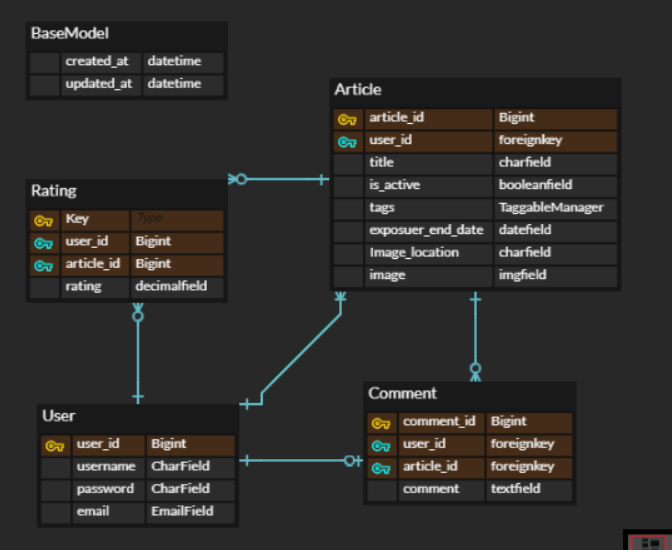 BaseModel
created_at datetime
updated_at datetime
Article
article_id Bigint
user_id foreignkey
title charfield
is_active booleanfield
tags TaggableManager
exposuer_end_date datefield
Image_location charfield
image imgfield
Rating
Key Type
user_id Bigint
article_id Bigint
rating decimalfield
User
user_id Bigint
username CharField
password CharField
email EmailField
Comment
comment_id Bigint
user_id foreignkey
article_id foreignkey
comment textfield